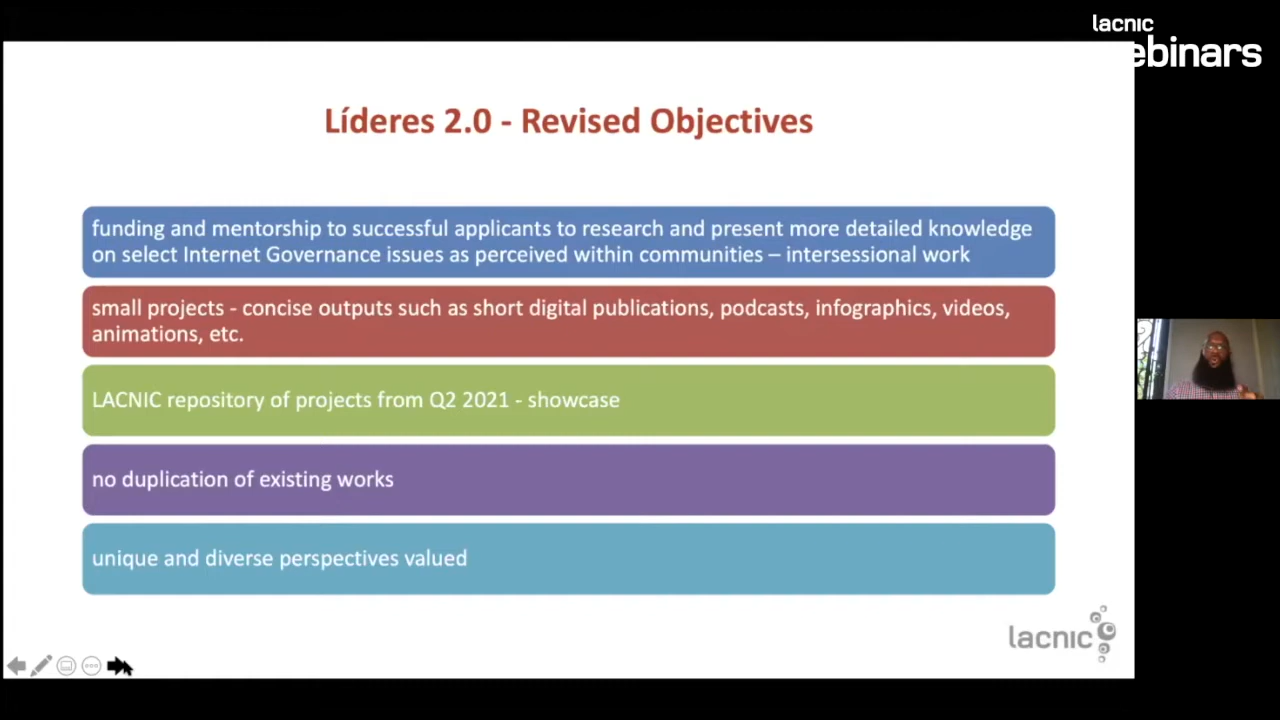 lacnic
ebinars
Líderes 2.0 - Revised Objectives
funding and mentorship to successful applicants to research and present more detailed knowledge
on select Internet Governance issues as perceived within communities – intersessional work
small projects - concise outputs such as short digital publications, podcasts, infographics, videos,
animations, etc.
LACNIC repository of projects from Q2 2021 - showcase
no duplication of existing works
unique and diverse perspectives valued
lacnic